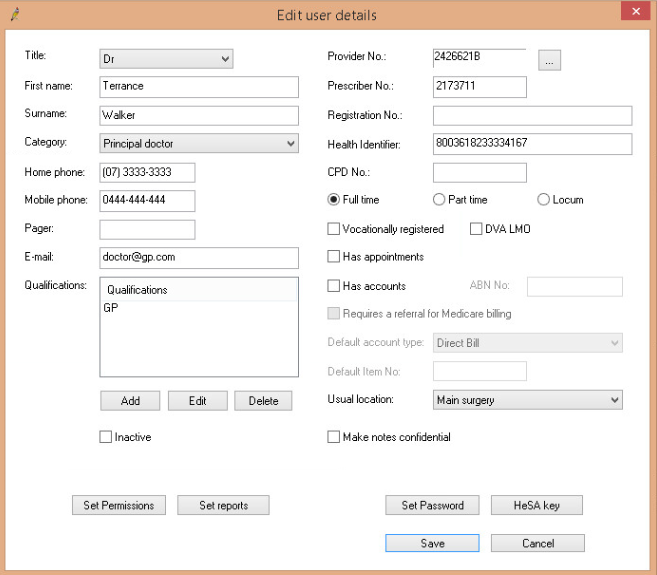 Edit user details
Title: Dr Provider No.: 2426621B ...
First name: Terrance Prescriber No.: 2173711
Surname: Walker Registration No.:
Category: Principal doctor Health Identifier: 8003618233334167
Home phone: (07) 3333-3333 CPD No.:
Mobile phone: 0444-444-444 Full time Part time Locum
Pager: Vocationally registered DVA LMO
E-mail: doctor@gp.com Has appointments
Qualifications: Qualifications Has accounts ABN No:
GP Requires a referral for Medicare billing
Default account type: Direct Bill
Default Item No:
Add Edit Delete Usual location: Main surgery
Inactive Make notes confidential
Set Permissions Set reports Set Password HeSA key
Save Cancel